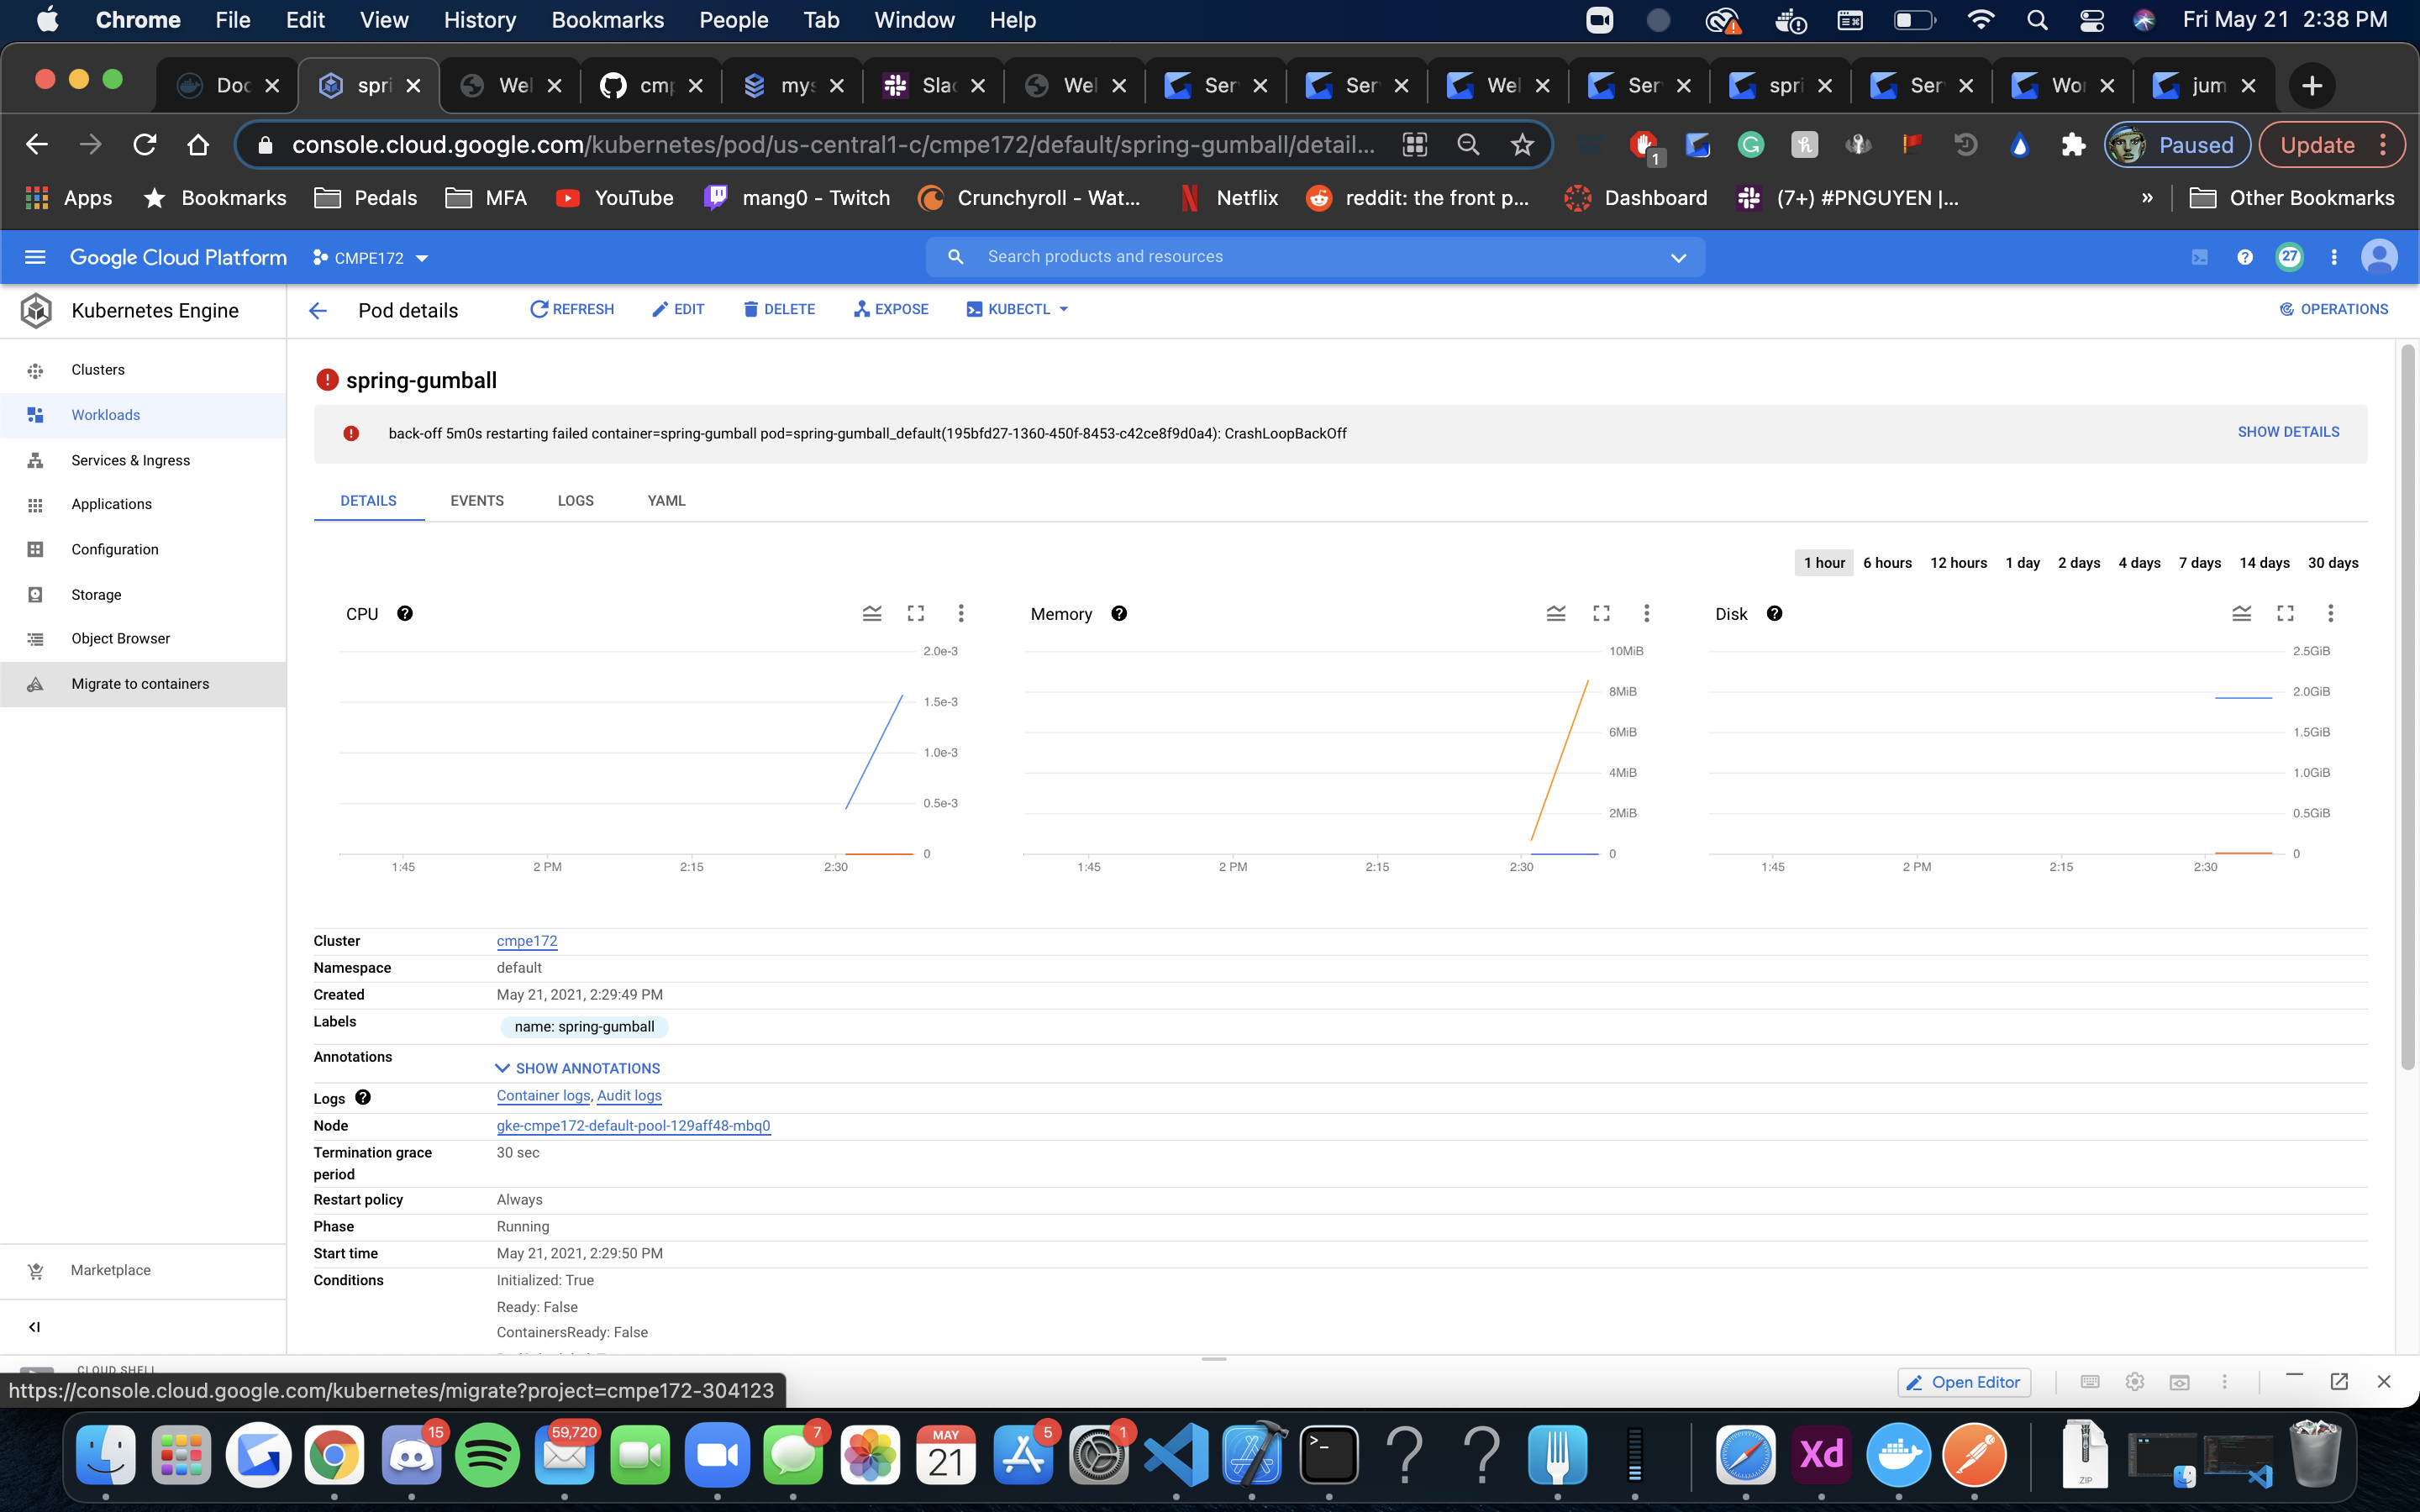 Chrome File Edit View History Bookmarks People Tab Window Help Fri May 21 2:38 PM
Doc spri Wel cmp mys Slac Wel Ser Ser Wel Ser spri Ser Wor jum
console.cloud.google.com/kubernetes/pod/us-central1-c/cmpe172/default/spring-gumball/detail... 1 Paused Update
Apps Bookmarks Pedals MFA YouTube mang0 - Twitch Crunchyroll - Wat... Netflix reddit: the front p... Dashboard (7+) #PNGUYEN |... » Other Bookmarks
Google Cloud Platform CMPE172 Search products and resources 27
Kubernetes Engine Pod details REFRESH EDIT DELETE EXPOSE KUBECTL OPERATIONS
Clusters
Workloads
Services & Ingress
Applications
Configuration
Storage
Object Browser
Migrate to containers
Marketplace
spring-gumball
back-off 5m0s restarting failed container=spring-gumball pod=spring-gumball_default(195bfd27-1360-450f-8453-c42ce8f9d0a4): CrashLoopBackOff SHOW DETAILS
DETAILS EVENTS LOGS YAML
1 hour 6 hours 12 hours 1 day 2 days 4 days 7 days 14 days 30 days
CPU
2.0e-3
1.5e-3
1.0e-3
0.5e-3
0
1:45 2 PM 2:15 2:30
Memory
10MiB
8MiB
6MiB
4MiB
2MiB
0
1:45 2 PM 2:15 2:30
Disk
2.5GiB
2.0GiB
1.5GiB
1.0GiB
0.5GiB
0
1:45 2 PM 2:15 2:30
Cluster cmpe172
Namespace default
Created May 21, 2021, 2:29:49 PM
Labels name: spring-gumball
Annotations SHOW ANNOTATIONS
Logs Container logs, Audit logs
Node gke-cmpe172-default-pool-129aff48-mbq0
Termination grace period 30 sec
Restart policy Always
Phase Running
Start time May 21, 2021, 2:29:50 PM
Conditions Initialized: True
Ready: False
ContainersReady: False
CLOUD SHELL
Open Editor
https://console.cloud.google.com/kubernetes/migrate?project=cmpe172-304123
15 59,720 7 MAY 21 5 1 Xd ZIP